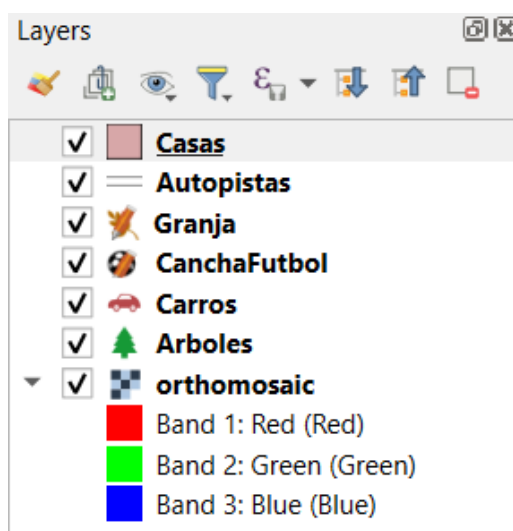 Layers
Casas
Autopistas
Granja
CanchaFutbol
Carros
Arboles
orthomosaic
Band 1: Red (Red)
Band 2: Green (Green)
Band 3: Blue (Blue)